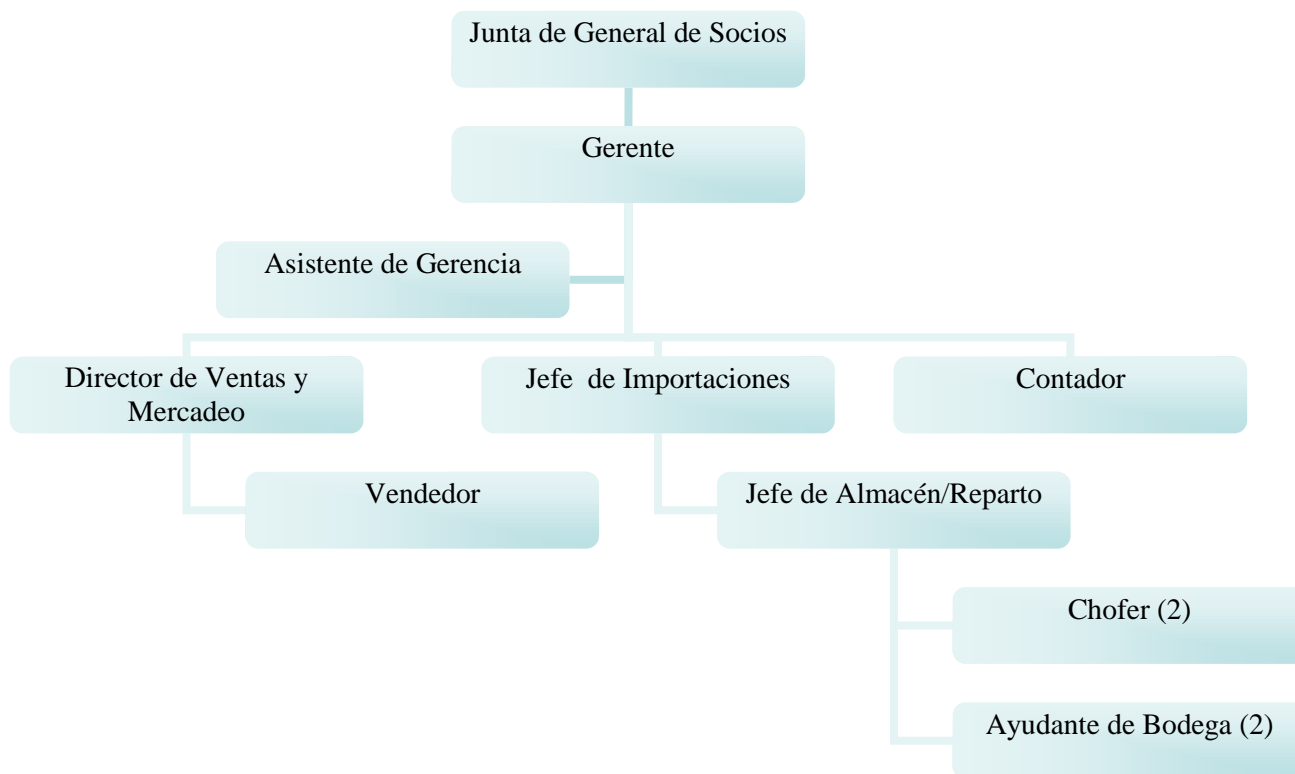 Junta de General de Socios
Gerente
Asistente de Gerencia
Director de Ventas y
Mercadeo
Jefe  de Importaciones
Contador
Vendedor
Jefe de Almacén/Reparto
Chofer (2)
Ayudante de Bodega (2)